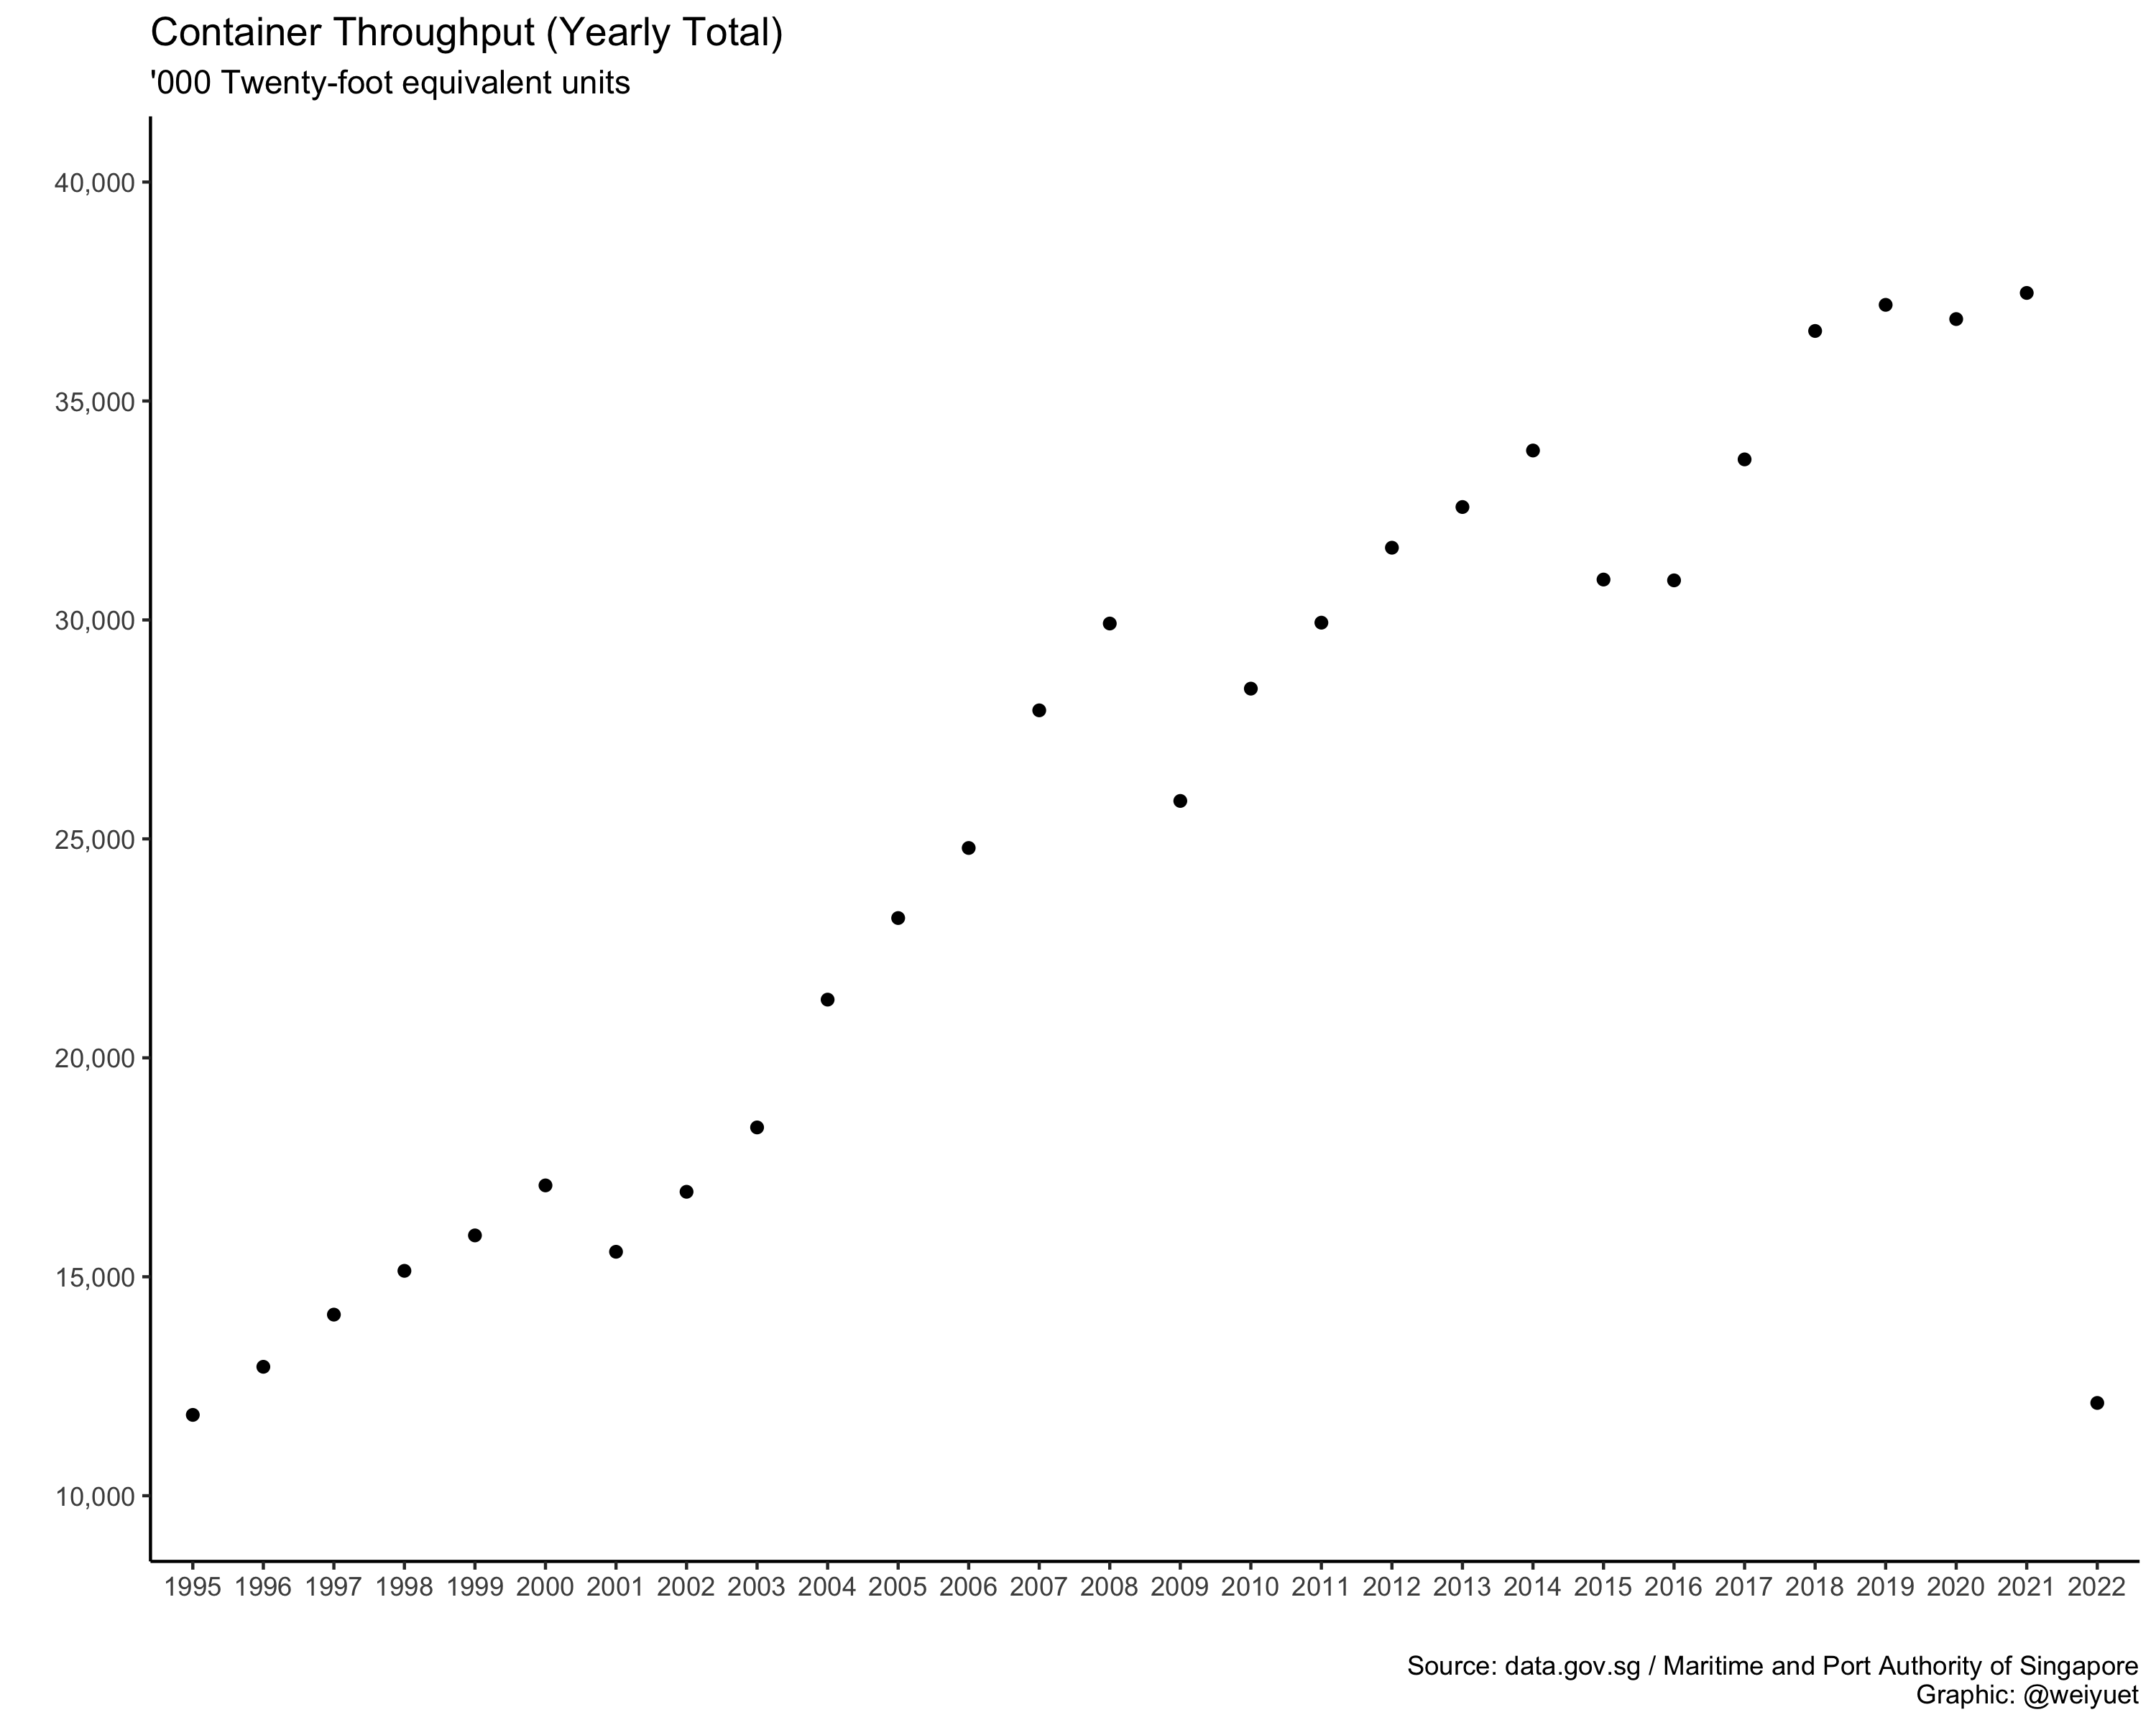 Container Throughput (Yearly Total)
'000 Twenty-foot equivalent units
40,000
35,000
30,000
25,000
20,000
15,000
10,000
1995 1996 1997 1998 1999 2000 2001 2002 2003 2004 2005 2006 2007 2008 2009 2010 2011 2012 2013 2014 2015 2016 2017 2018 2019 2020 2021 2022
Source: data.gov.sg / Maritime and Port Authority of Singapore
Graphic: @weiyuet